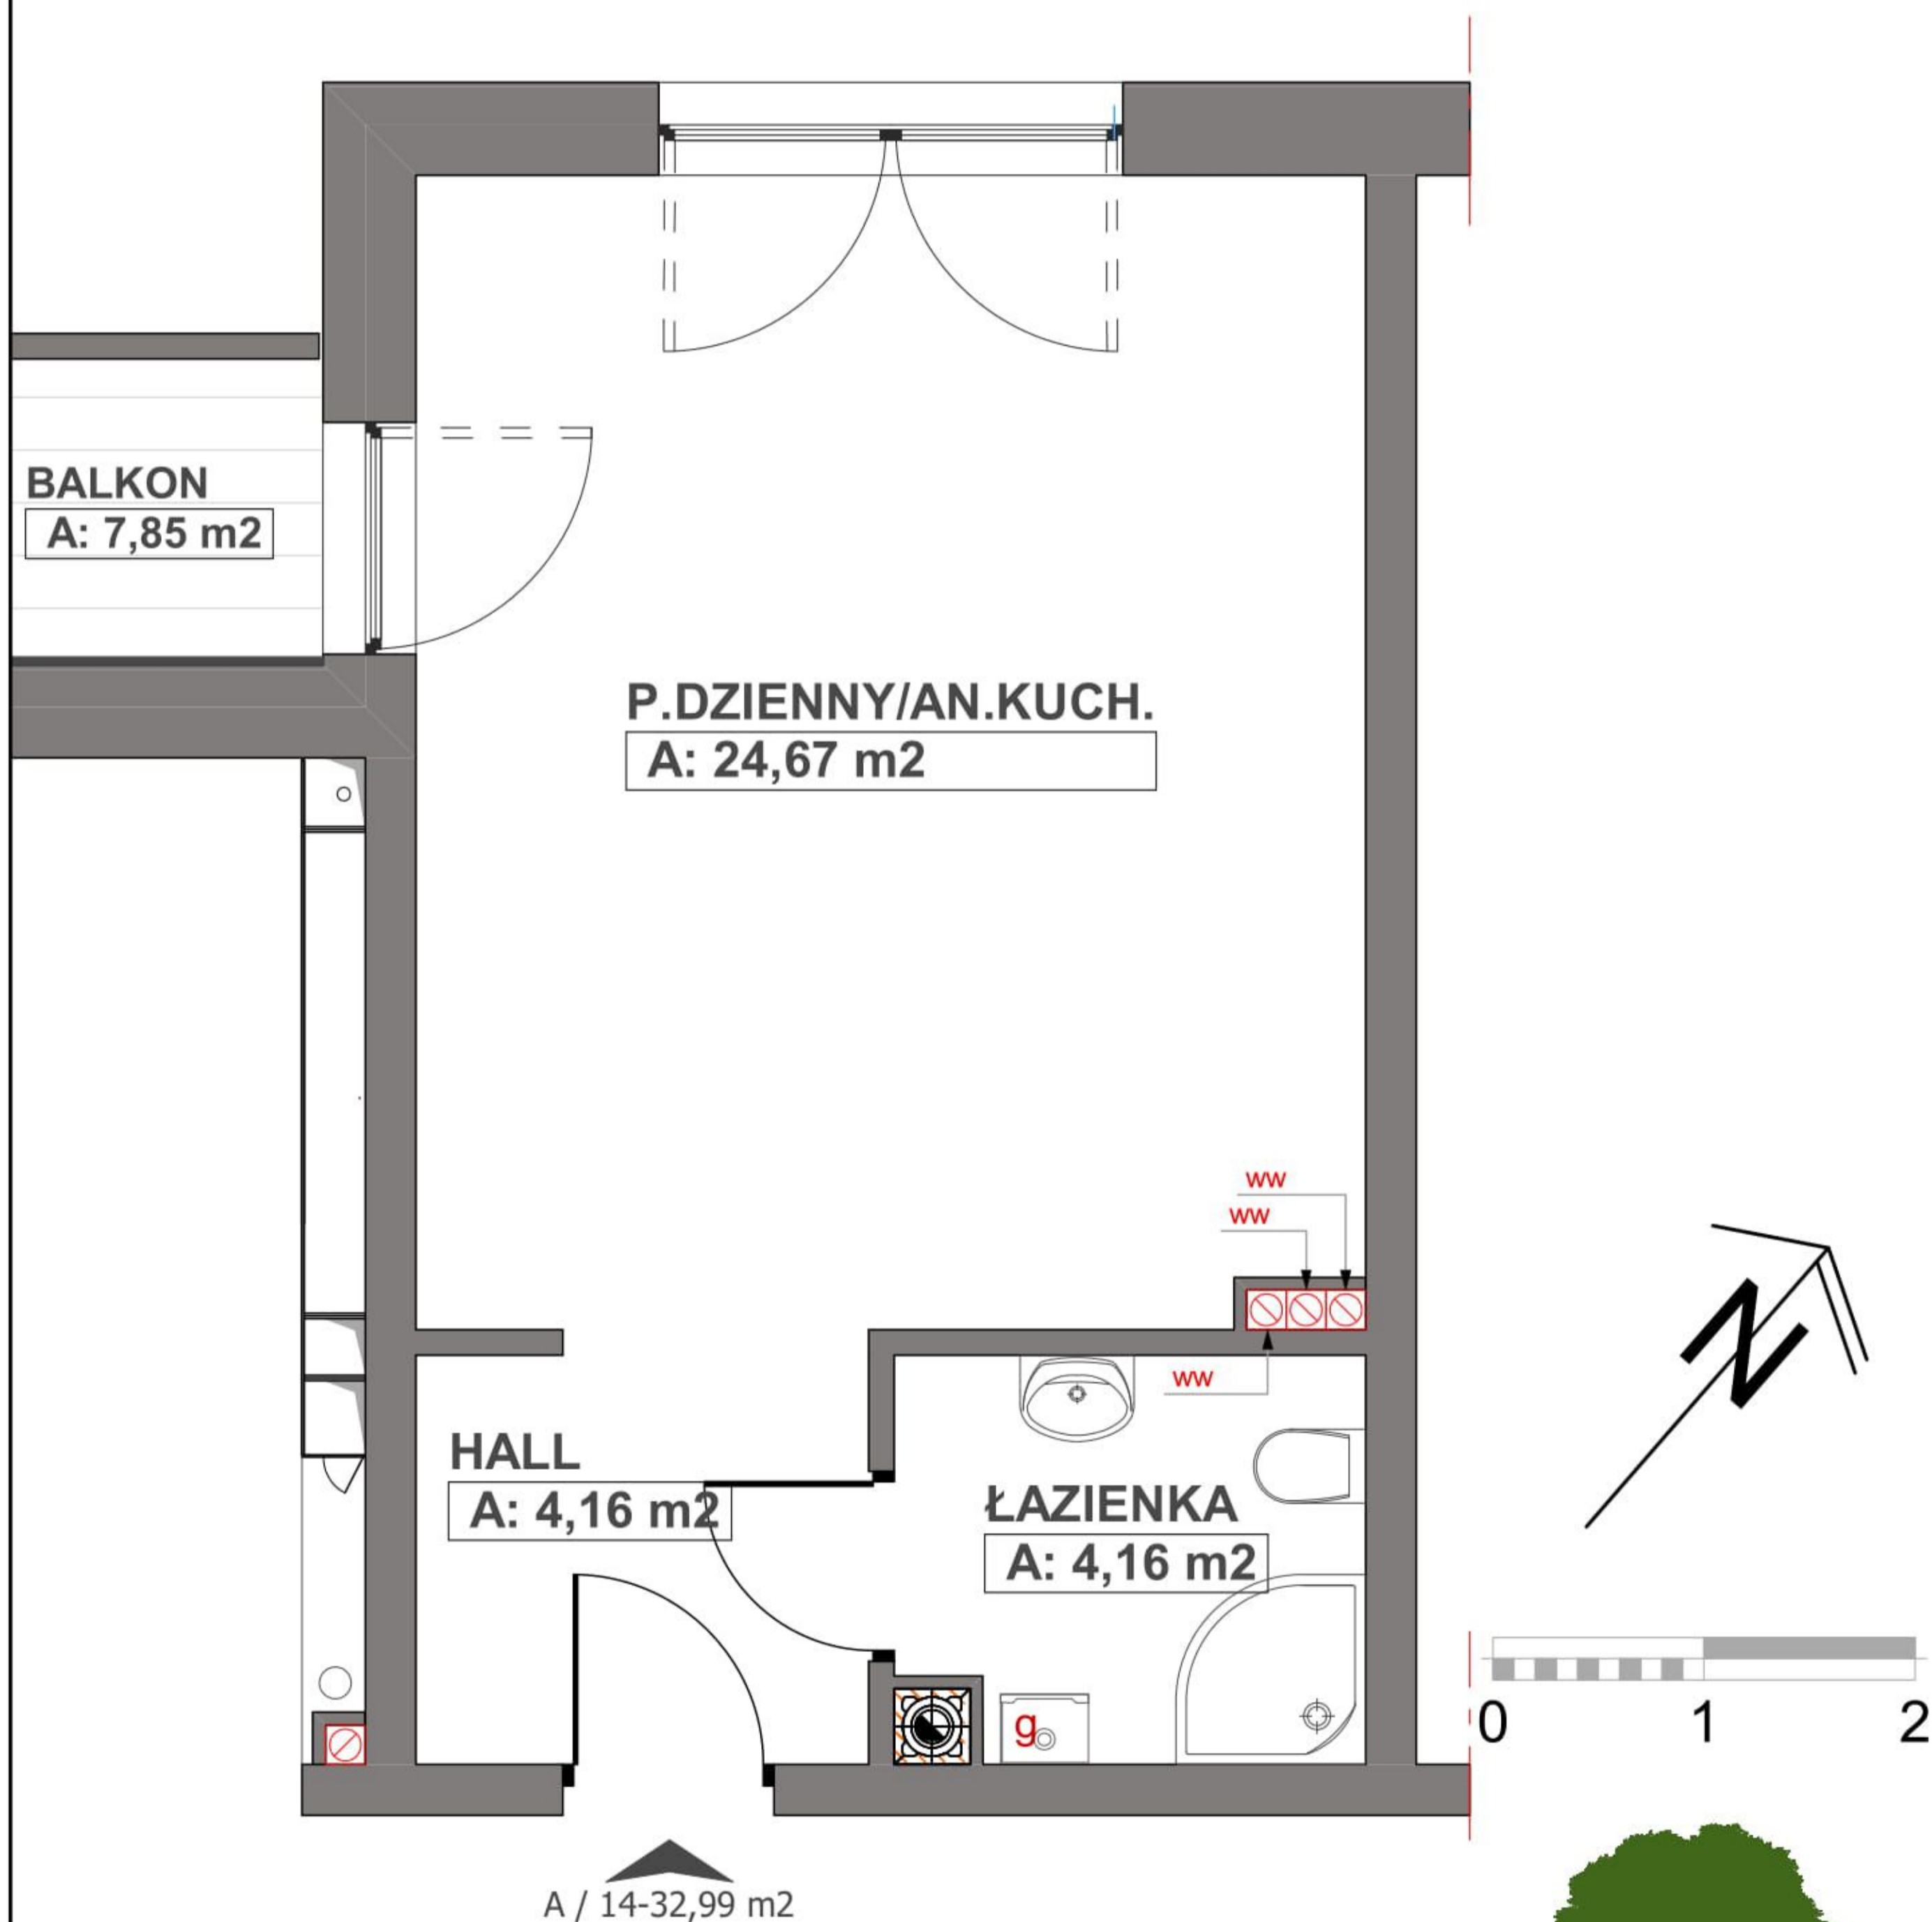 BALKON
A: 7,85 m2
P.DZIENNY/AN.KUCH.
A: 24,67 m2
ww
ww
ww
HALL
A: 4,16 m2
ŁAZIENKA
A: 4,16 m2
N
g
0 1 2
A / 14-32,99 m2